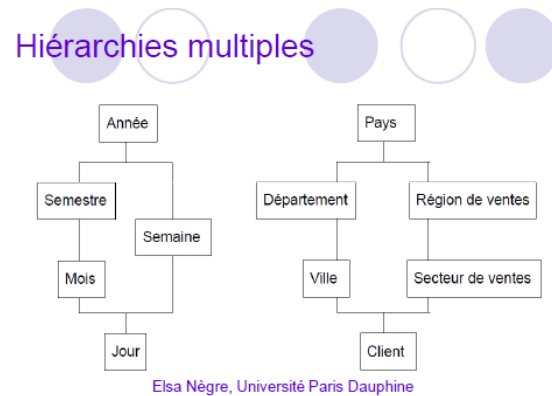 Hiérarchies multiples
Année
Semestre
Semaine
Mois
Jour
Pays
Département
Région de ventes
Ville
Secteur de ventes
Client
Elsa Nègre, Université Paris Dauphine